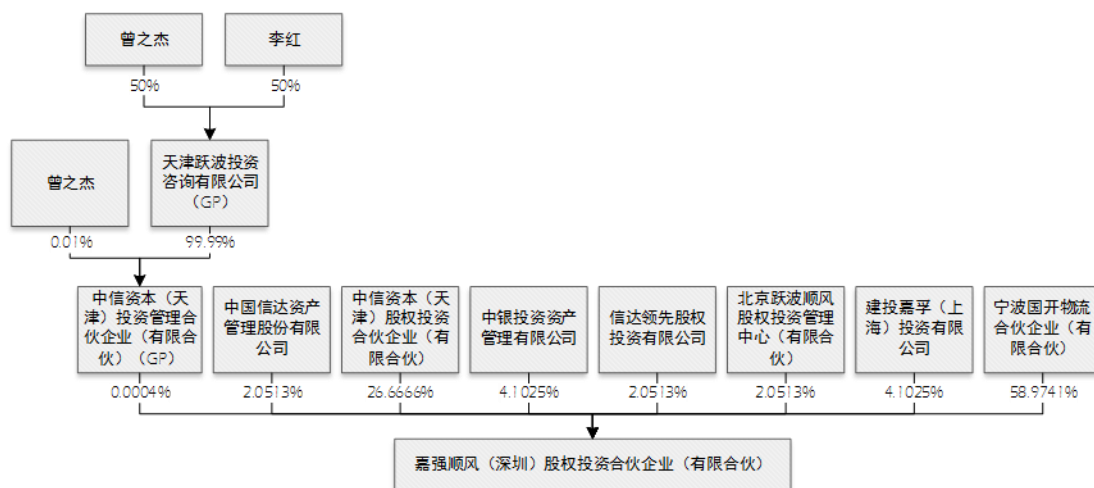 曾之杰
李红
50%
50%
曾之杰
天津跃波投资
咨询有限公司
（GP）
0.01%
99.99%
中信资本（天
津）投资管理合
伙企业（有限合
伙）（GP）
中国信达资产
管理股份有限
公司
中信资本（天
津）股权投资
合伙企业（有
限合伙）
中银投资资产
管理有限公司
信达领先股权
投资有限公司
北京跃波顺风
股权投资管理
中心（有限合
伙）
建投嘉孚（上
海）投资有限
公司
宁波国开物流
合伙企业（有
限合伙）
0.0004%
2.0513%
26.6666%
4.1025%
2.0513%
2.0513%
4.1025%
58.9741%
嘉强顺风（深圳）股权投资合伙企业（有限合伙）